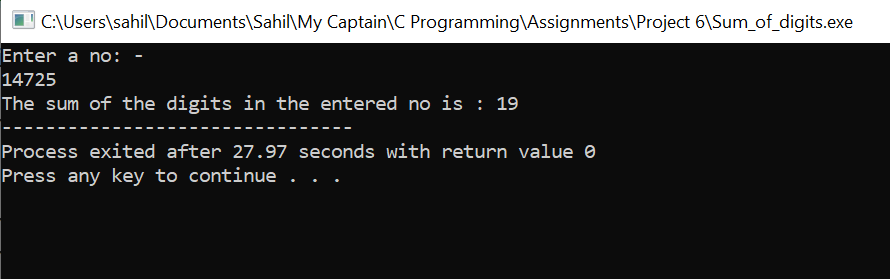 C:\Users\sahil\Documents\Sahil\My Captain\C Programming\Assignments\Project 6\Sum_of_digits.exe
Enter a no: -
14725
The sum of the digits in the entered no is : 19
--------------------------------
Process exited after 27.97 seconds with return value 0
Press any key to continue . . .